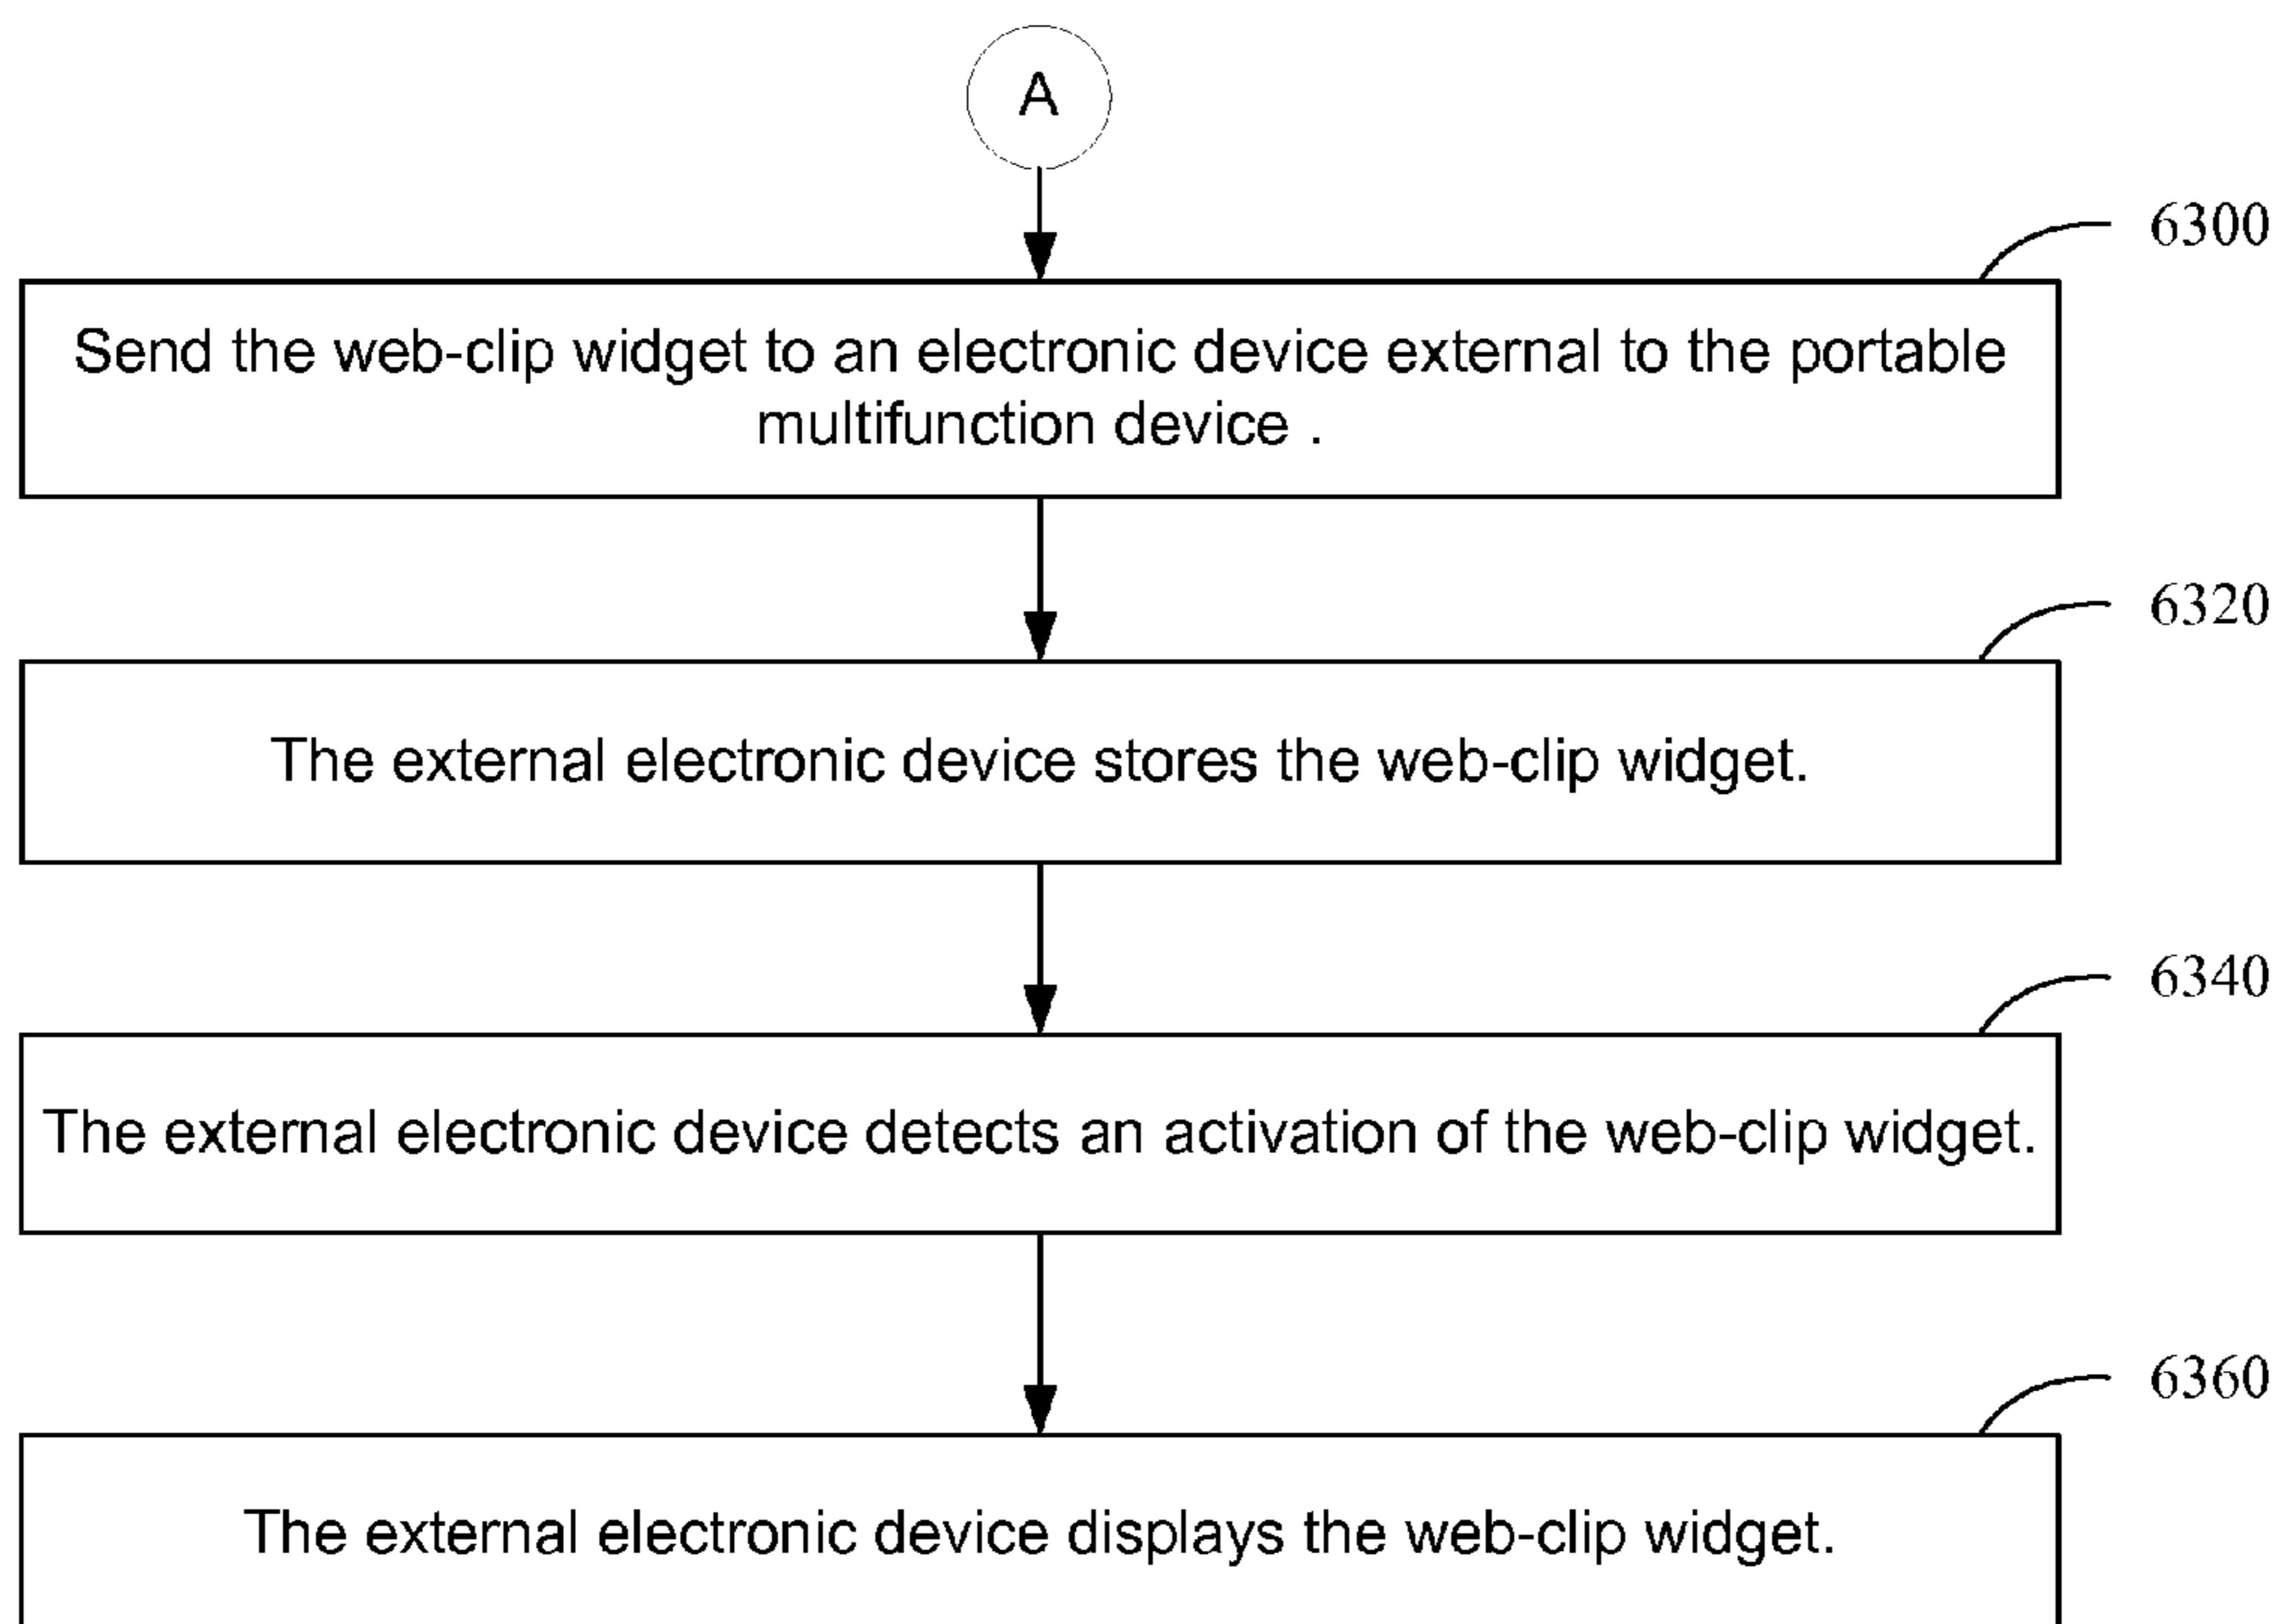 A
6300
Send the web-clip widget to an electronic device external to the portable
multifunction device .
6320
The external electronic device stores the web-clip widget.
6340
The external electronic device detects an activation of the web-clip widget.
6360
The external electronic device displays the web-clip widget.